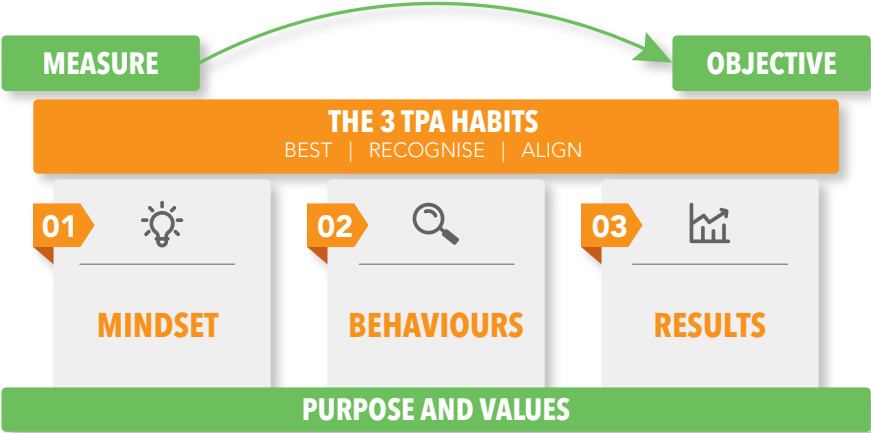 MEASURE
OBJECTIVE
THE 3 TPA HABITS
BEST | RECOGNISE | ALIGN
01
02
03
MINDSET
BEHAVIOURS
RESULTS
PURPOSE AND VALUES